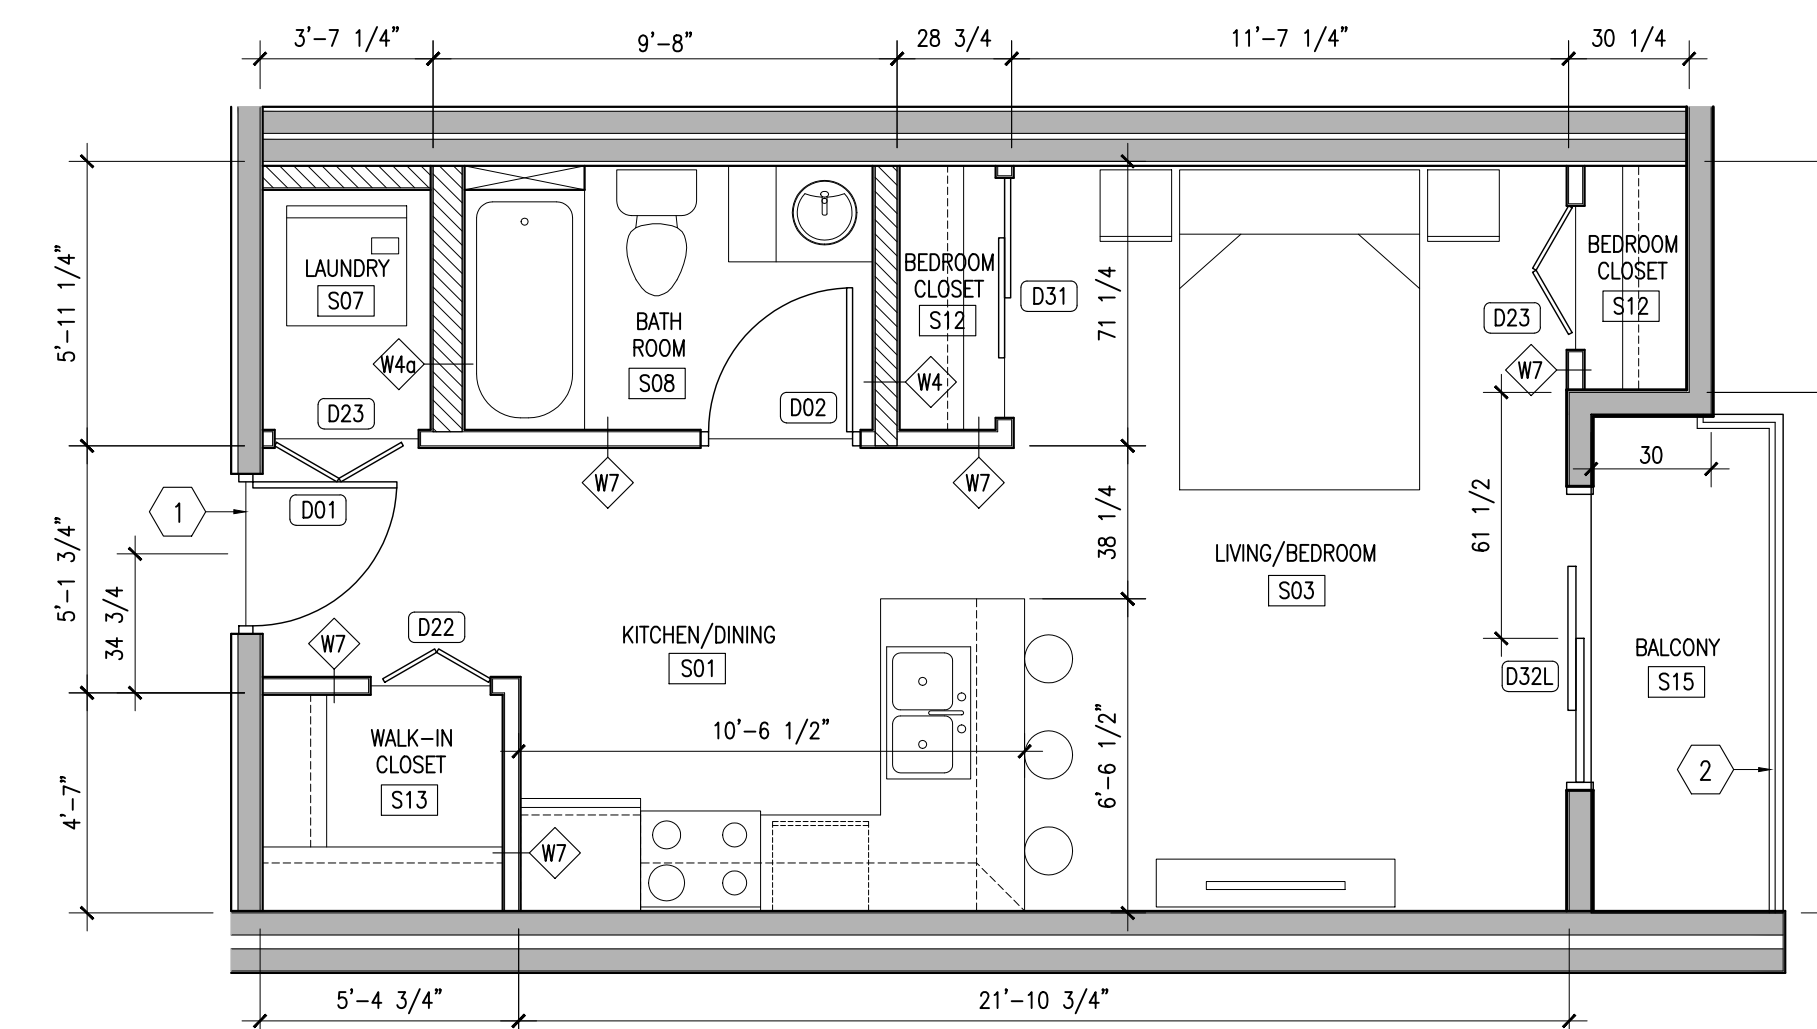 3'-7 1/4"
9'-8"
28 3/4
11'-7 1/4"
30 1/4
5'-11 1/4"
LAUNDRY
S07
W4a
D23
BATH
ROOM
S08
D02
W4
BEDROOM
CLOSET
S12
D31
71 1/4
D23
BEDROOM
CLOSET
S12
W7
30
W7
W7
1
D01
5'-1 3/4"
34 3/4
38 1/4
61 1/2
LIVING/BEDROOM
S03
D22
W7
KITCHEN/DINING
S01
BALCONY
S15
D32L
10'-6 1/2"
6'-6 1/2"
WALK-IN
CLOSET
S13
4'-7"
2
W7
5'-4 3/4"
21'-10 3/4"